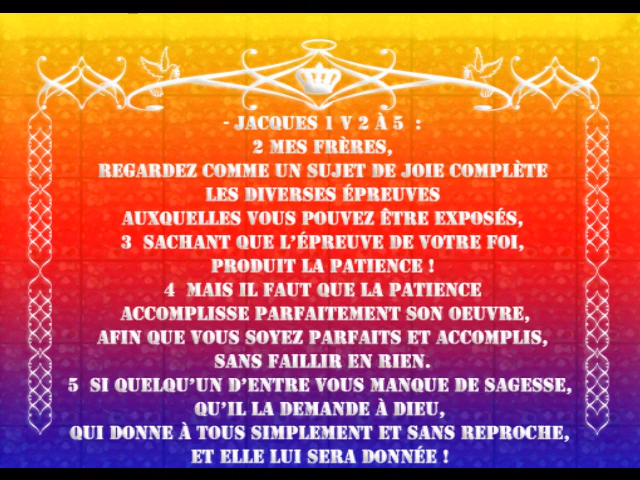 - JACQUES 1 V 2 À 5 :
2 MES FRÈRES,
REGARDEZ COMME UN SUJET DE JOIE COMPLÈTE
LES DIVERSES ÉPREUVES
AUXQUELLES VOUS POUVEZ ÊTRE EXPOSÉS,
3 SACHANT QUE L'ÉPREUVE DE VOTRE FOI,
PRODUIT LA PATIENCE !
4 MAIS IL FAUT QUE LA PATIENCE
ACCOMPLISSE PARFAITEMENT SON OEUVRE,
AFIN QUE VOUS SOYEZ PARFAITS ET ACCOMPLIS,
SANS FAILLIR EN RIEN.
5 SI QUELQU'UN D'ENTRE VOUS MANQUE DE SAGESSE,
QU'IL LA DEMANDE À DIEU,
QUI DONNE À TOUS SIMPLEMENT ET SANS REPROCHE,
ET ELLE LUI SERA DONNÉE !